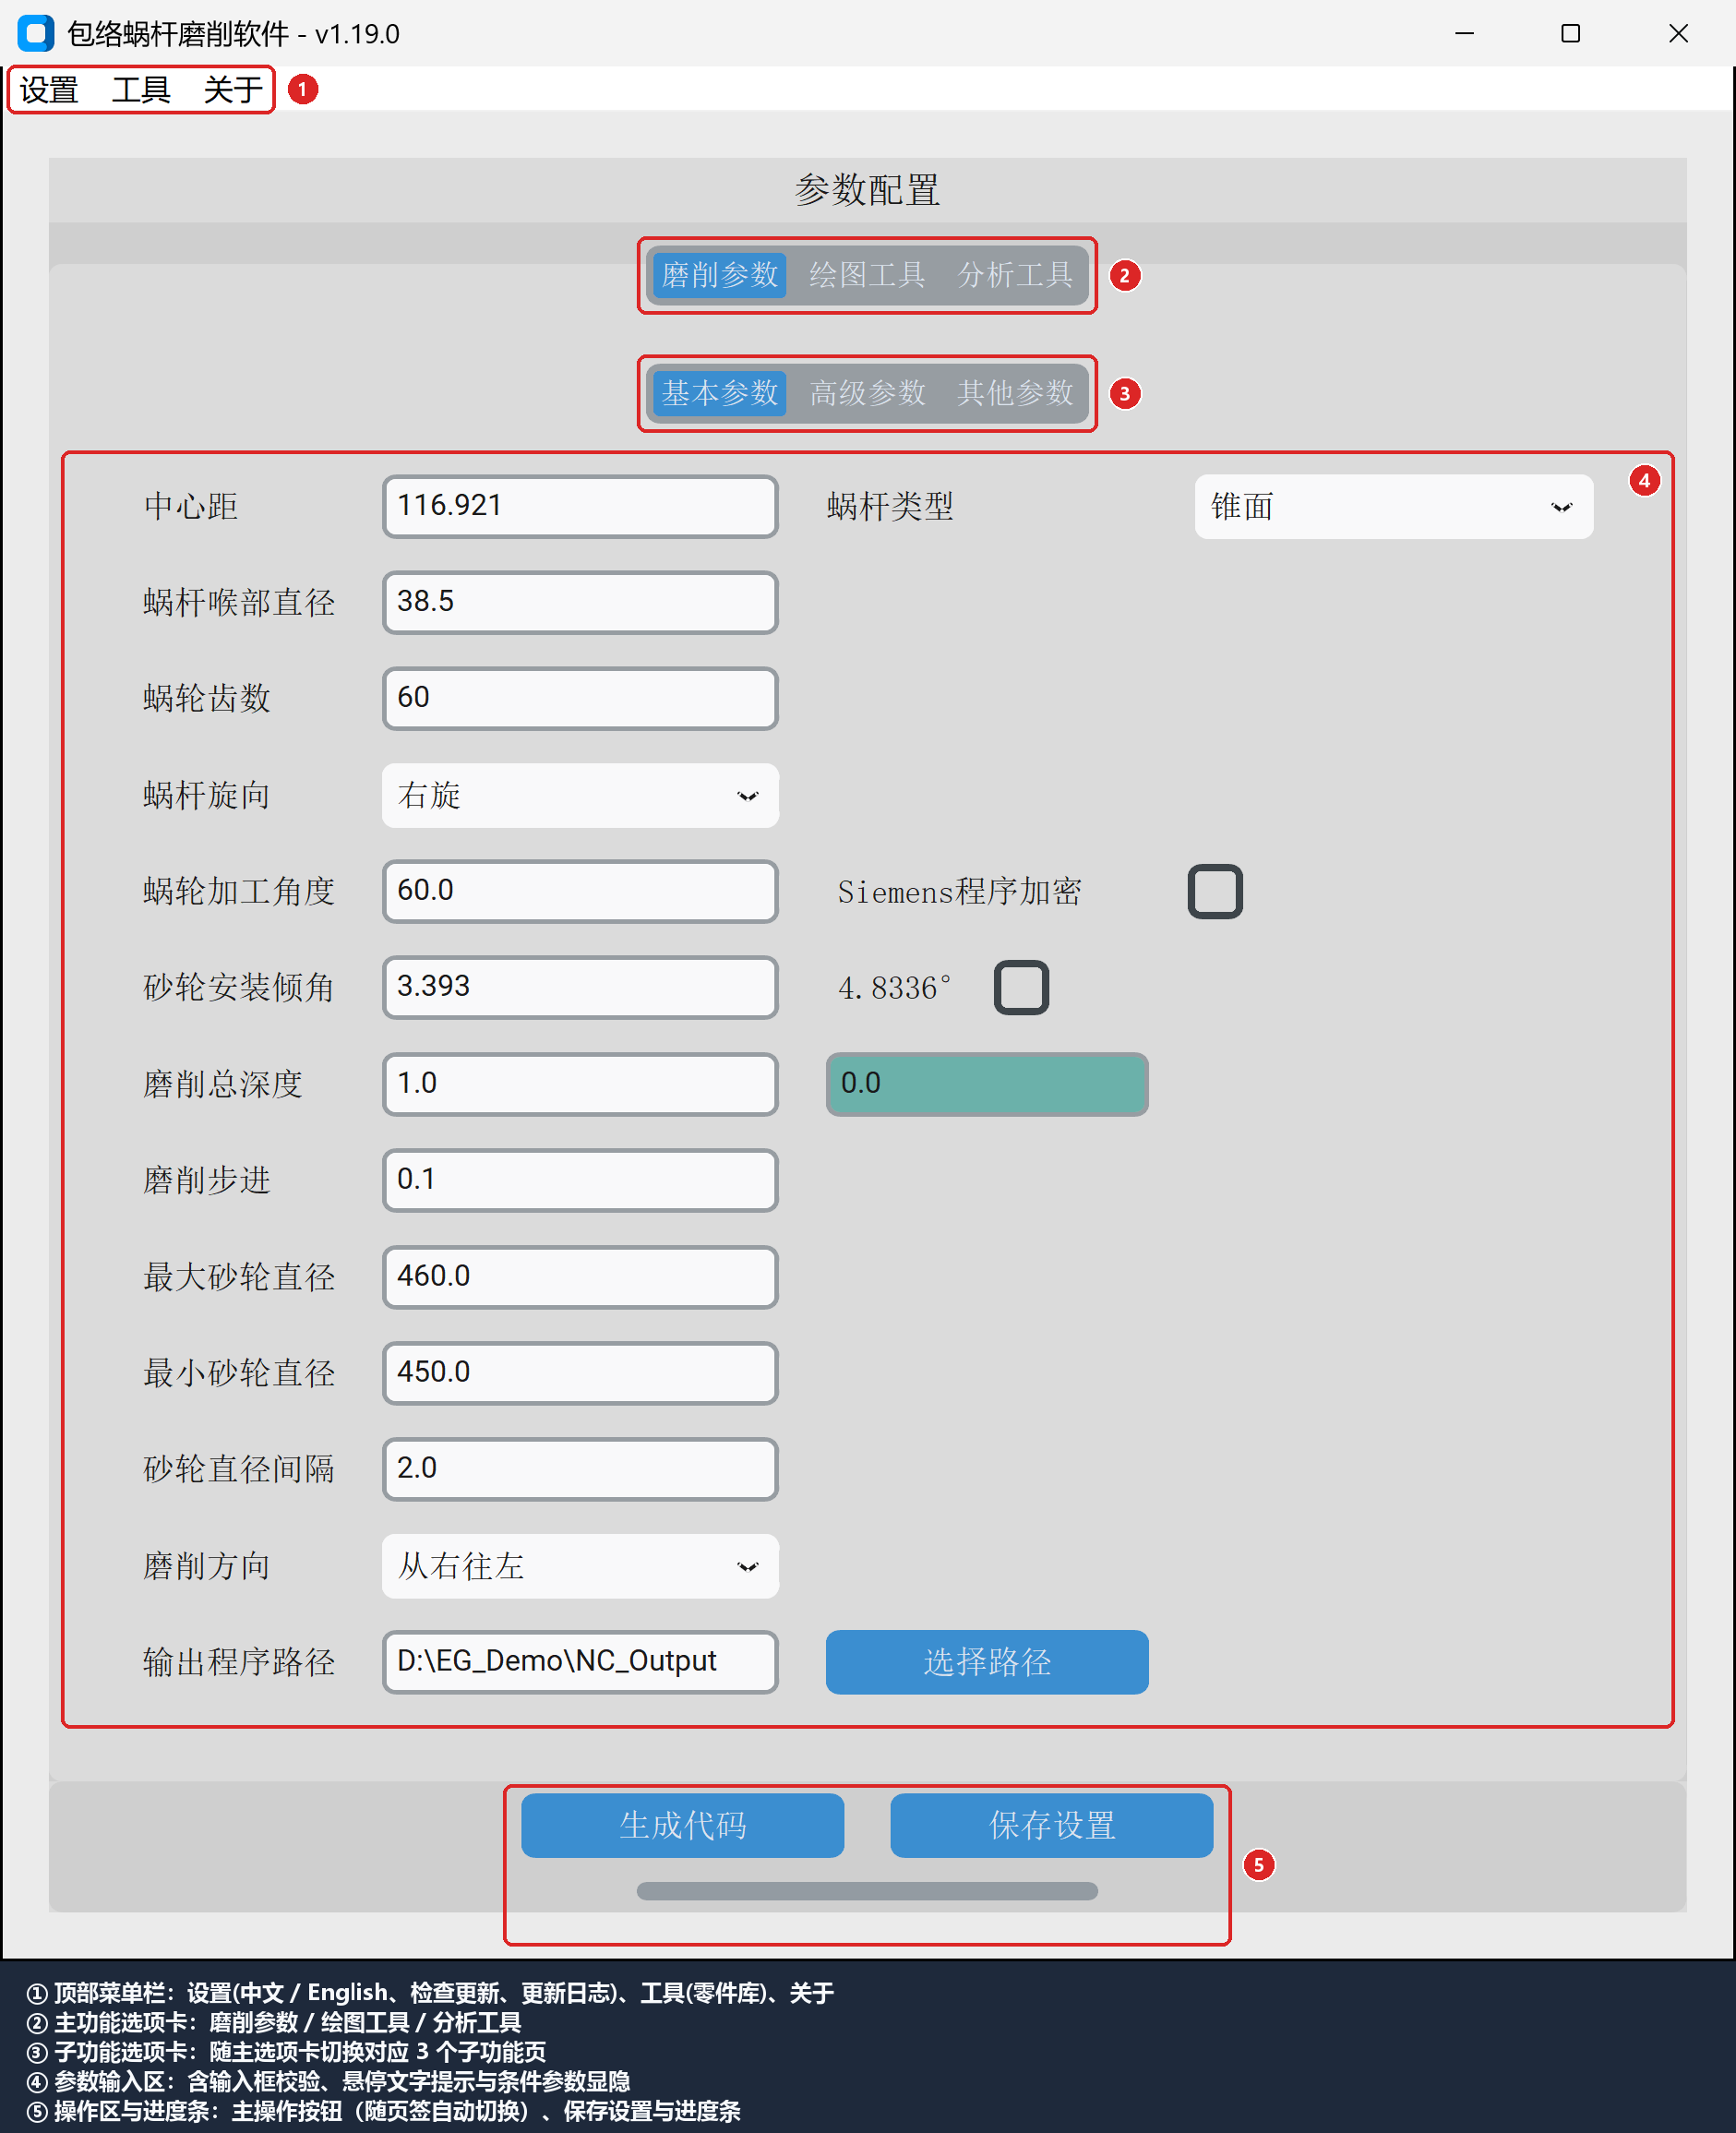 包络蜗杆磨削软件 - v1.19.0
设置 工具 关于 1
参数配置
磨削参数 绘图工具 分析工具 2
基本参数 高级参数 其他参数 3
4
中心距 116.921 蜗杆类型 锥面
蜗杆喉部直径 38.5
蜗轮齿数 60
蜗杆旋向 右旋
蜗轮加工角度 60.0 Siemens程序加密
砂轮安装倾角 3.393 4.8336°
磨削总深度 1.0 0.0
磨削步进 0.1
最大砂轮直径 460.0
最小砂轮直径 450.0
砂轮直径间隔 2.0
磨削方向 从右往左
输出程序路径 D:\EG_Demo\NC_Output 选择路径
生成代码 保存设置
5
① 顶部菜单栏：设置(中文 / English、检查更新、更新日志)、工具(零件库)、关于
② 主功能选项卡：磨削参数 / 绘图工具 / 分析工具
③ 子功能选项卡：随主选项卡切换对应 3 个子功能页
④ 参数输入区：含输入框校验、悬停文字提示与条件参数显隐
⑤ 操作区与进度条：主操作按钮（随页签自动切换）、保存设置与进度条